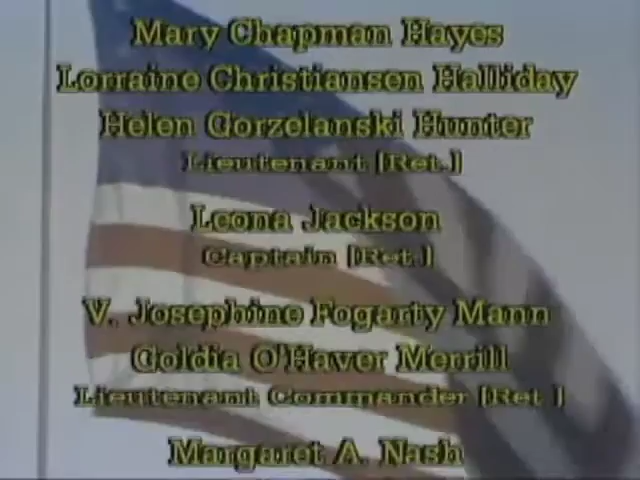 Mary Chapman Hayes
Lorraine Christiansen Halliday
Helen Gorzelanski Hunter
Lieutenant [Ret.]
Leona Jackson
Captain [Ret.]
V. Josephine Fogarty Mann
Goldia O'Haver Merrill
Lieutenant Commander [Ret.]
Margaret A. Nash